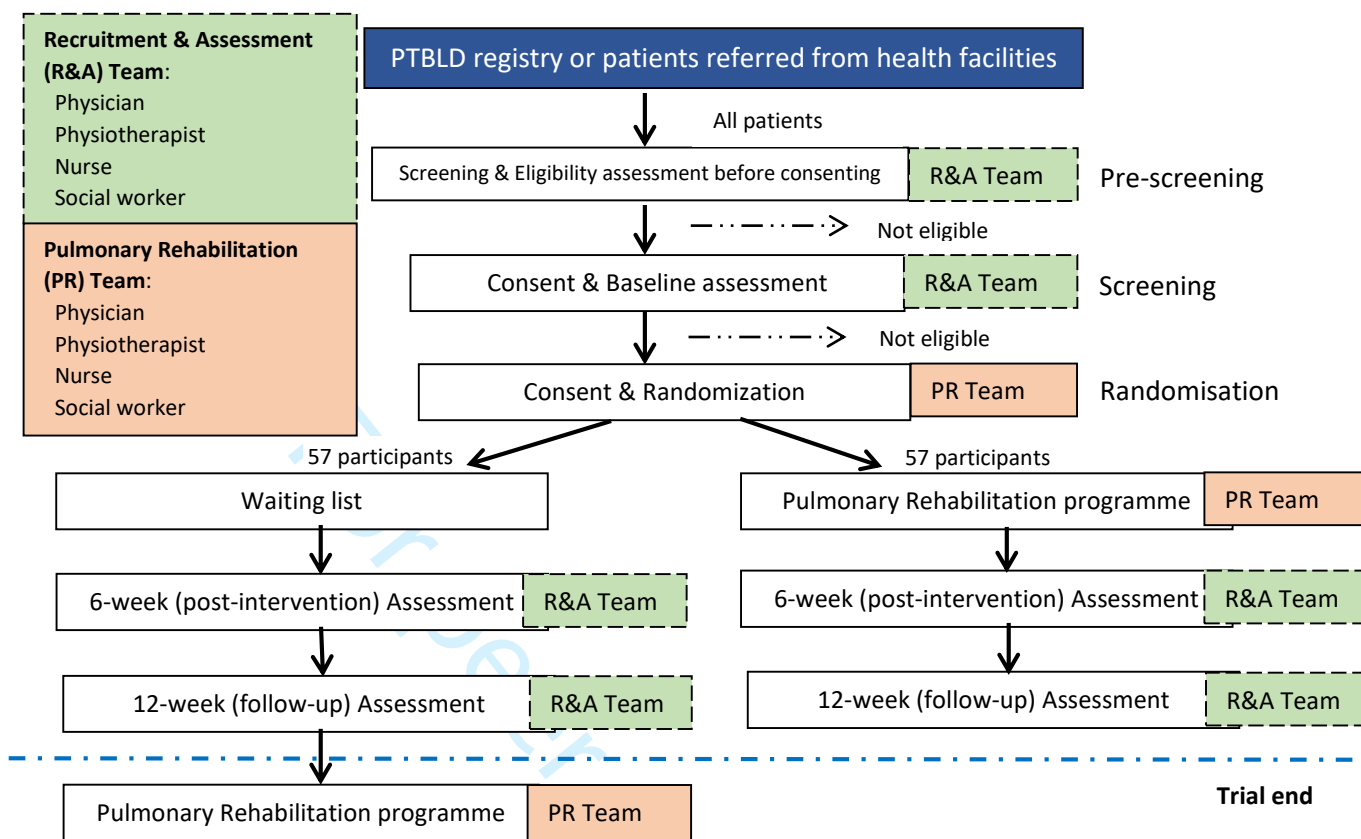 Recruitment & Assessment
(R&A) Team:
Physician
Physiotherapist
Nurse
Social worker
Pulmonary Rehabilitation
(PR) Team:
Physician
Physiotherapist
Nurse
Social worker
PTBLD registry or patients referred from health facilities
All patients
Screening & Eligibility assessment before consenting
R&A Team
Pre-screening
Not eligible
Consent & Baseline assessment
R&A Team
Screening
Not eligible
Consent & Randomization
PR Team
Randomisation
57 participants
57 participants
Waiting list
Pulmonary Rehabilitation programme
PR Team
6-week (post-intervention) Assessment
R&A Team
6-week (post-intervention) Assessment
R&A Team
12-week (follow-up) Assessment
R&A Team
12-week (follow-up) Assessment
R&A Team
Trial end
Pulmonary Rehabilitation programme
PR Team